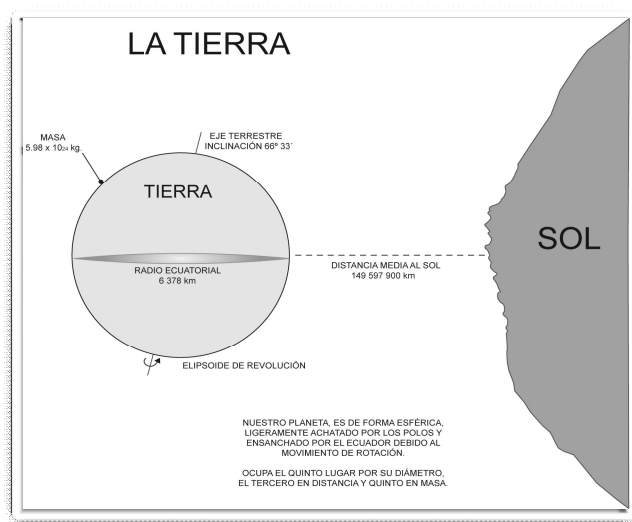 LA TIERRA
MASA
5.98 x 10²⁴ kg.
EJE TERRESTRE
INCLINACIÓN 66º 33´
TIERRA
SOL
RADIO ECUATORIAL
6 378 km
DISTANCIA MEDIA AL SOL
149 597 900 km
ELIPSOIDE DE REVOLUCIÓN
NUESTRO PLANETA, ES DE FORMA ESFÉRICA,
LIGERAMENTE ACHATADO POR LOS POLOS Y
ENSANCHADO POR EL ECUADOR DEBIDO AL
MOVIMIENTO DE ROTACIÓN.
OCUPA EL QUINTO LUGAR POR SU DIÁMETRO,
EL TERCERO EN DISTANCIA Y QUINTO EN MASA.